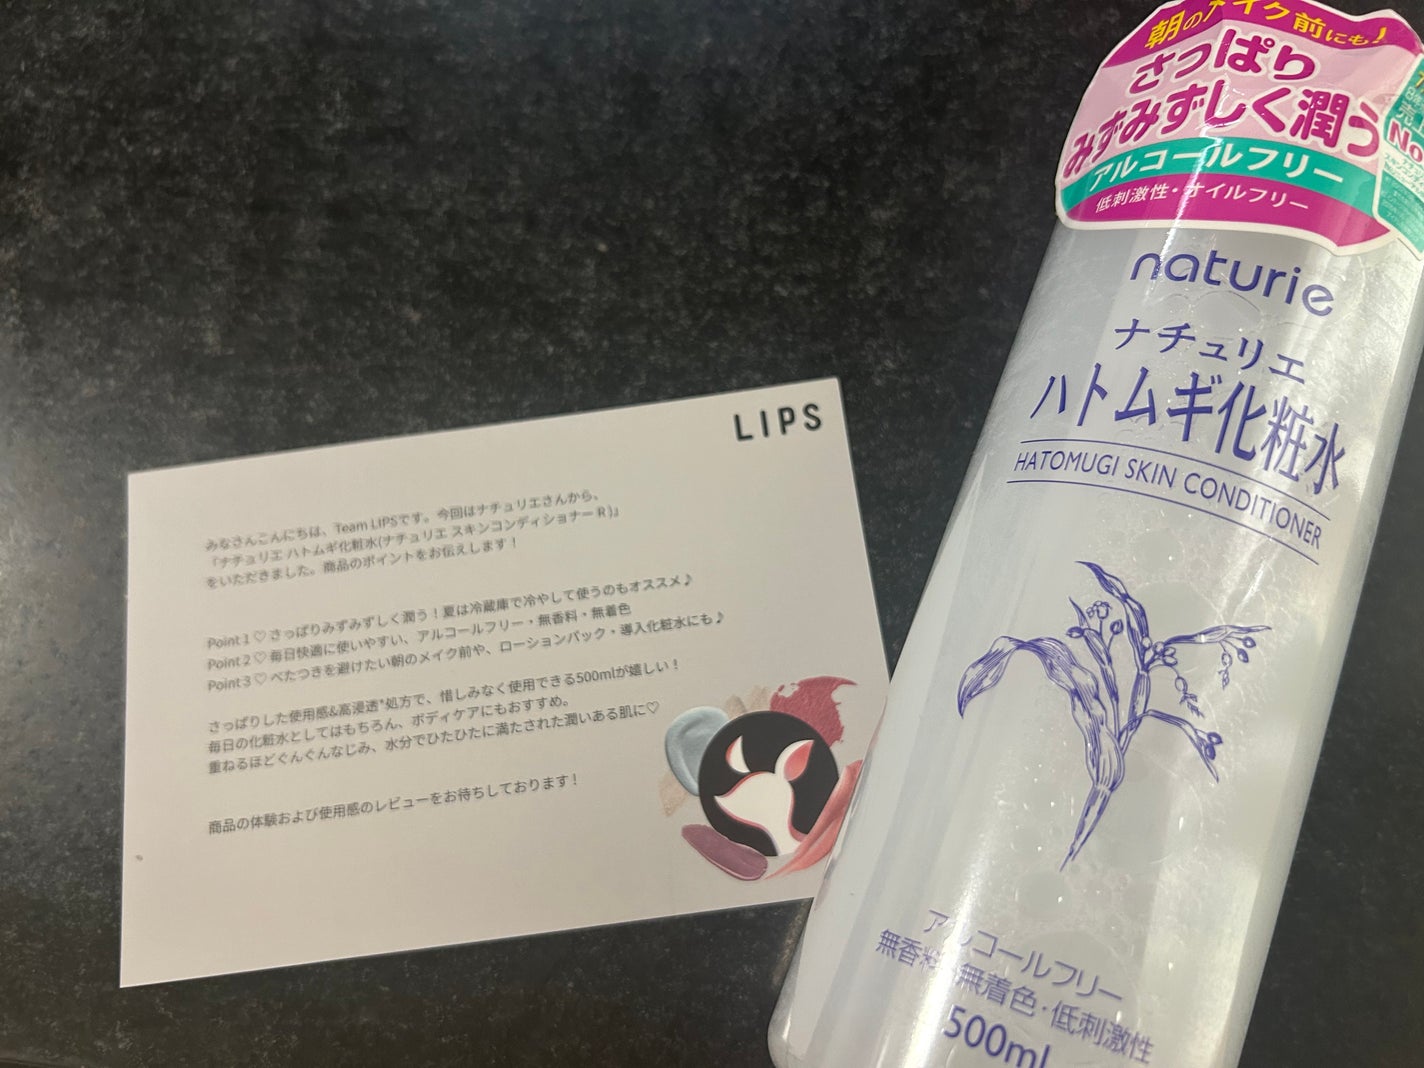 LIPS
みなさんこんにちは、Team LIPSです。今回はナチュリエさんから、
「ナチュリエ ハトムギ化粧水(ナチュリエ スキンコンディショナー R )」
をいただきました。商品のポイントをお伝えします！
Point 1 ♡ さっぱりみずみずしく潤う！夏は冷蔵庫で冷やして使うのもオススメ♪
Point 2 ♡ 毎日快適に使いやすい、アルコールフリー・無香料・無着色
Point 3 ♡ べたつきを避けたい朝のメイク前や、ローションパック・導入化粧水にも♪
さっぱりした使用感&高浸透*処方で、惜しみなく使用できる500mlが嬉しい！
毎日の化粧水としてはもちろん、ボディケアにもおすすめ。
重ねるほどぐんぐんなじみ、水分でひたひたに満たされた潤いある肌に♡
商品の体験および使用感のレビューをお待ちしております！
朝のメイク前にも！
さっぱり
みずみずしく潤う
アルコールフリー
低刺激性・オイルフリー
売
No
naturie
ナチュリエ
ハトムギ化粧水
HATOMUGI SKIN CONDITIONER
アルコールフリー
無香料・無着色・低刺激性
500ml